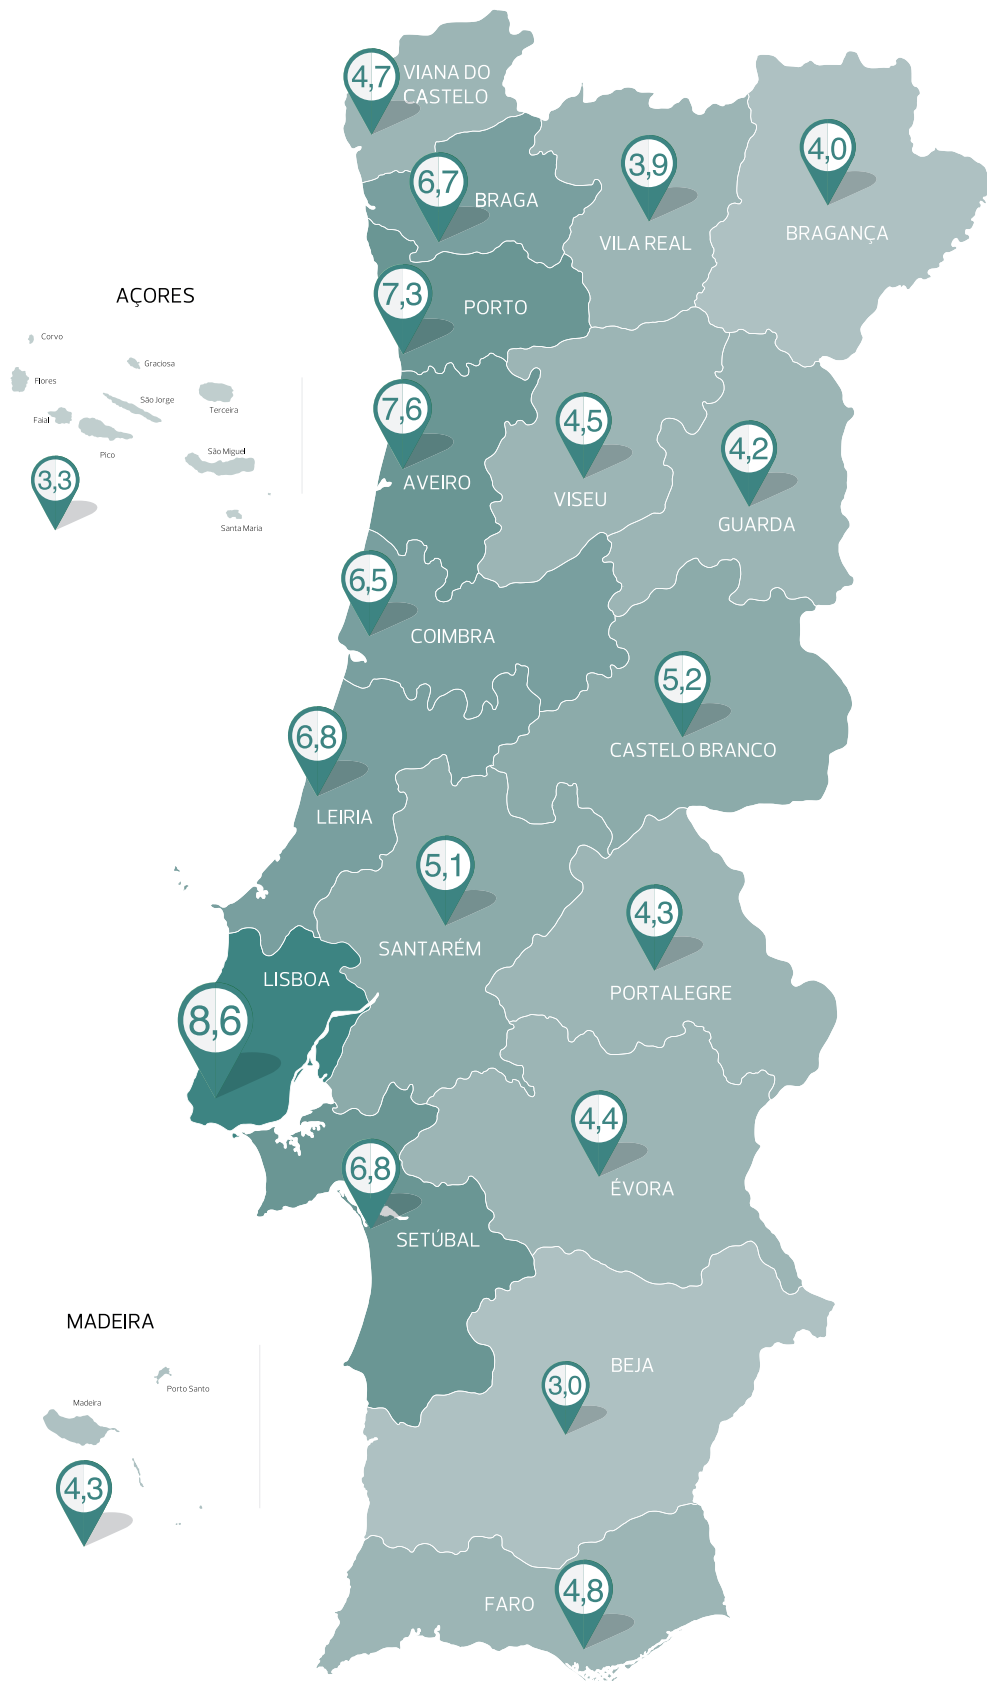 4,7
VIANA DO
CASTELO
6,7
BRAGA
3,9
VILA REAL
4,0
BRAGANÇA
7,3
PORTO
AÇORES
Corvo
Flores
Graciosa
São Jorge
Terceira
Faial
Pico
São Miguel
3,3
Santa Maria
7,6
AVEIRO
4,5
VISEU
4,2
GUARDA
6,5
COIMBRA
5,2
CASTELO BRANCO
6,8
LEIRIA
5,1
SANTARÉM
4,3
PORTALEGRE
LISBOA
8,6
4,4
ÉVORA
6,8
SETÚBAL
MADEIRA
Porto Santo
Madeira
4,3
BEJA
3,0
FARO
4,8